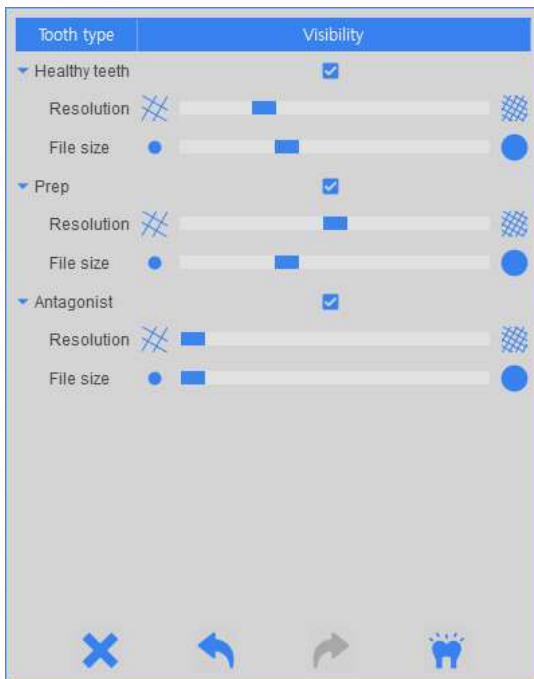 Tooth type Visibility
Healthy teeth
Resolution
File size
Prep
Resolution
File size
Antagonist
Resolution
File size